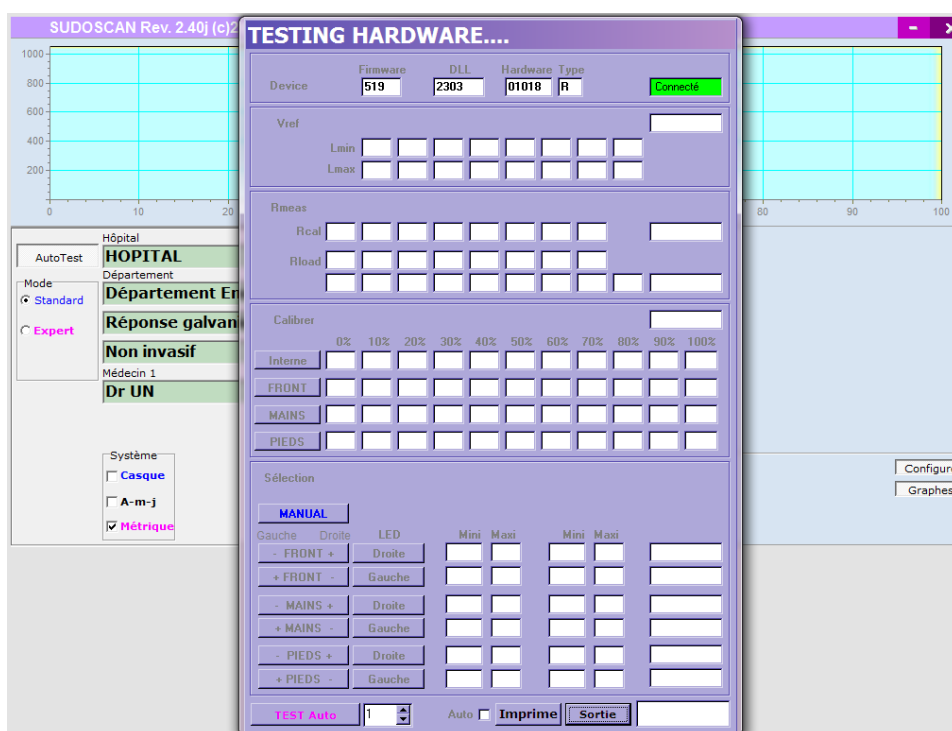 SUDOSCAN Rev. 2.40j (c)2
TESTING HARDWARE....
Firmware DLL Hardware Type
Device 519 2303 01018 R Connecté
Vref
Lmin
Lmax
Rmeas
Rcal
Rload
Calibrer
0% 10% 20% 30% 40% 50% 60% 70% 80% 90% 100%
Interne
FRONT
MAINS
PIEDS
Sélection
MANUAL
Gauche Droite LED Mini Maxi Mini Maxi
- FRONT + Droite
+ FRONT - Gauche
- MAINS + Droite
+ MAINS - Gauche
- PIEDS + Droite
+ PIEDS - Gauche
TEST Auto 1 Auto Imprime Sortie
1000
800
600
400
200
0 10 20 80 90 100
AutoTest
Mode
Standard
Expert
Hôpital
HOPITAL
Département
Département En
Réponse galvan
Non invasif
Médecin 1
Dr UN
Système
Casque
A-m-j
Métrique
Configur
Graphes